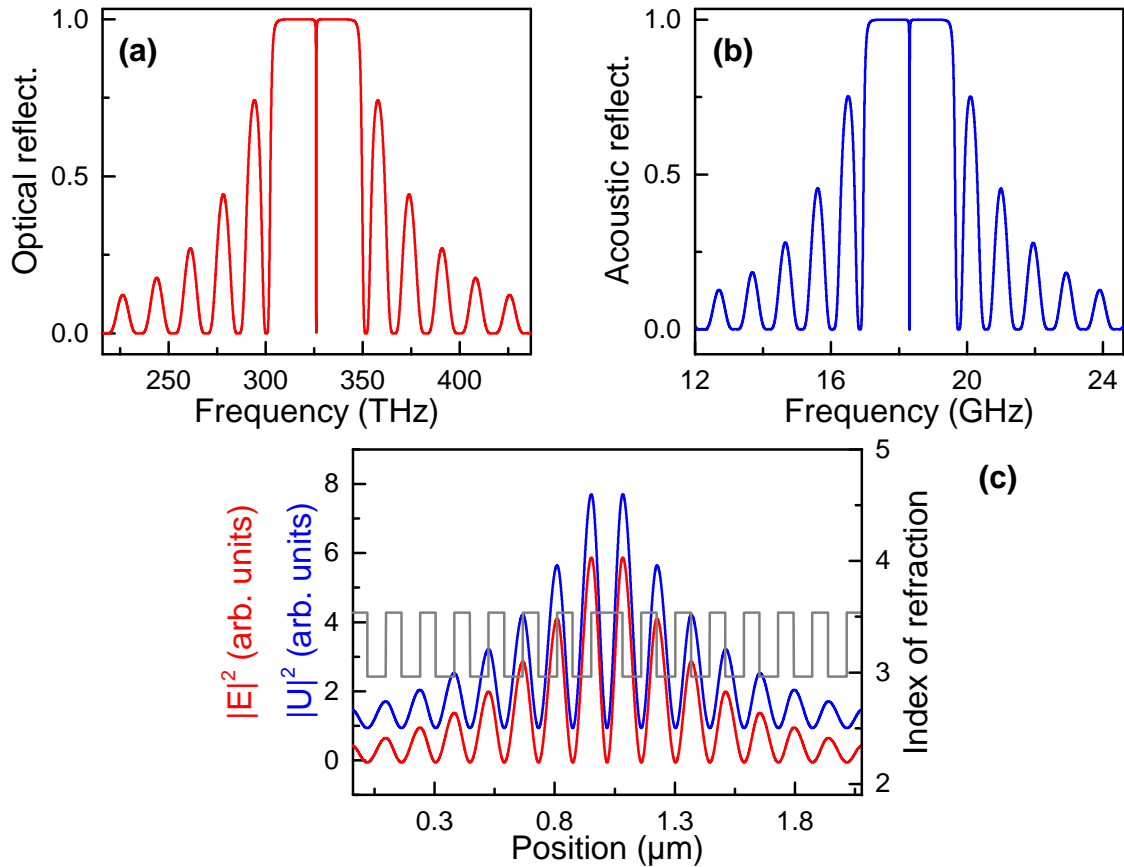 (a)
Optical reflect.
1.0
0.5
0.0
250 300 350 400
Frequency (THz)
(b)
Acoustic reflect.
1.0
0.5
0.0
12 16 20 24
Frequency (GHz)
(c)
|E|² (arb. units)
|U|² (arb. units)
8
6
4
2
0
0.3 0.8 1.3 1.8
Position (µm)
5
4
3
2
Index of refraction